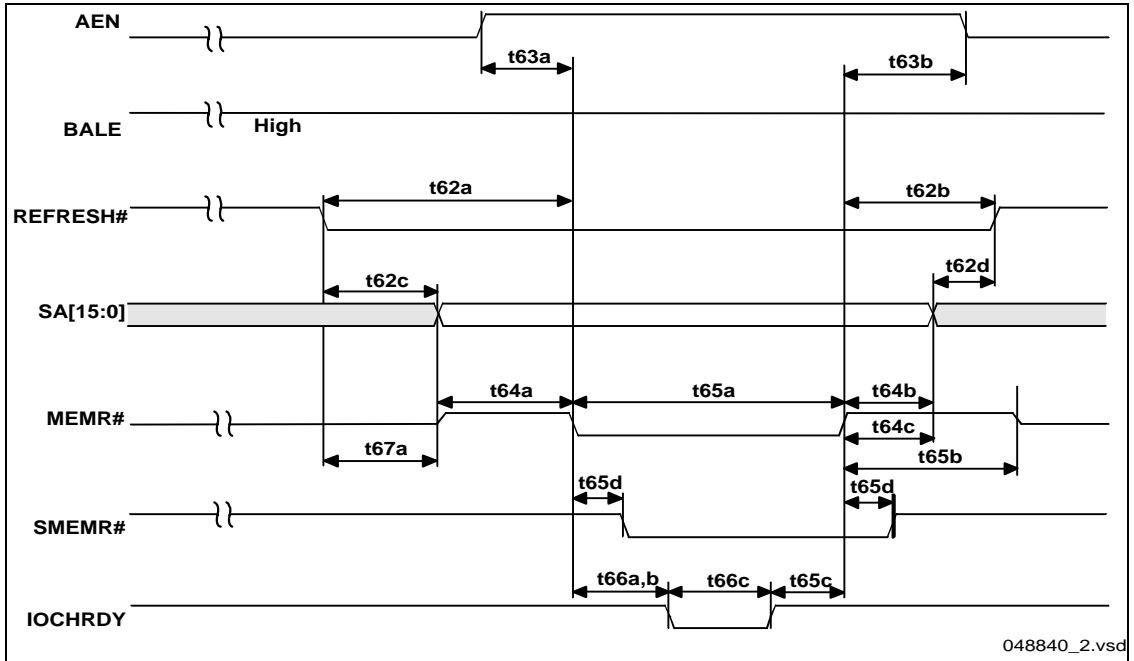 AEN
t63a
t63b
BALE
High
t62a
t62b
REFRESH#
t62c
t62d
SA[15:0]
t64a
t65a
t64b
MEMR#
t64c
t67a
t65b
t65d
t65d
SMEMR#
t66a,b
t66c
t65c
IOCHRDY
048840_2.vsd